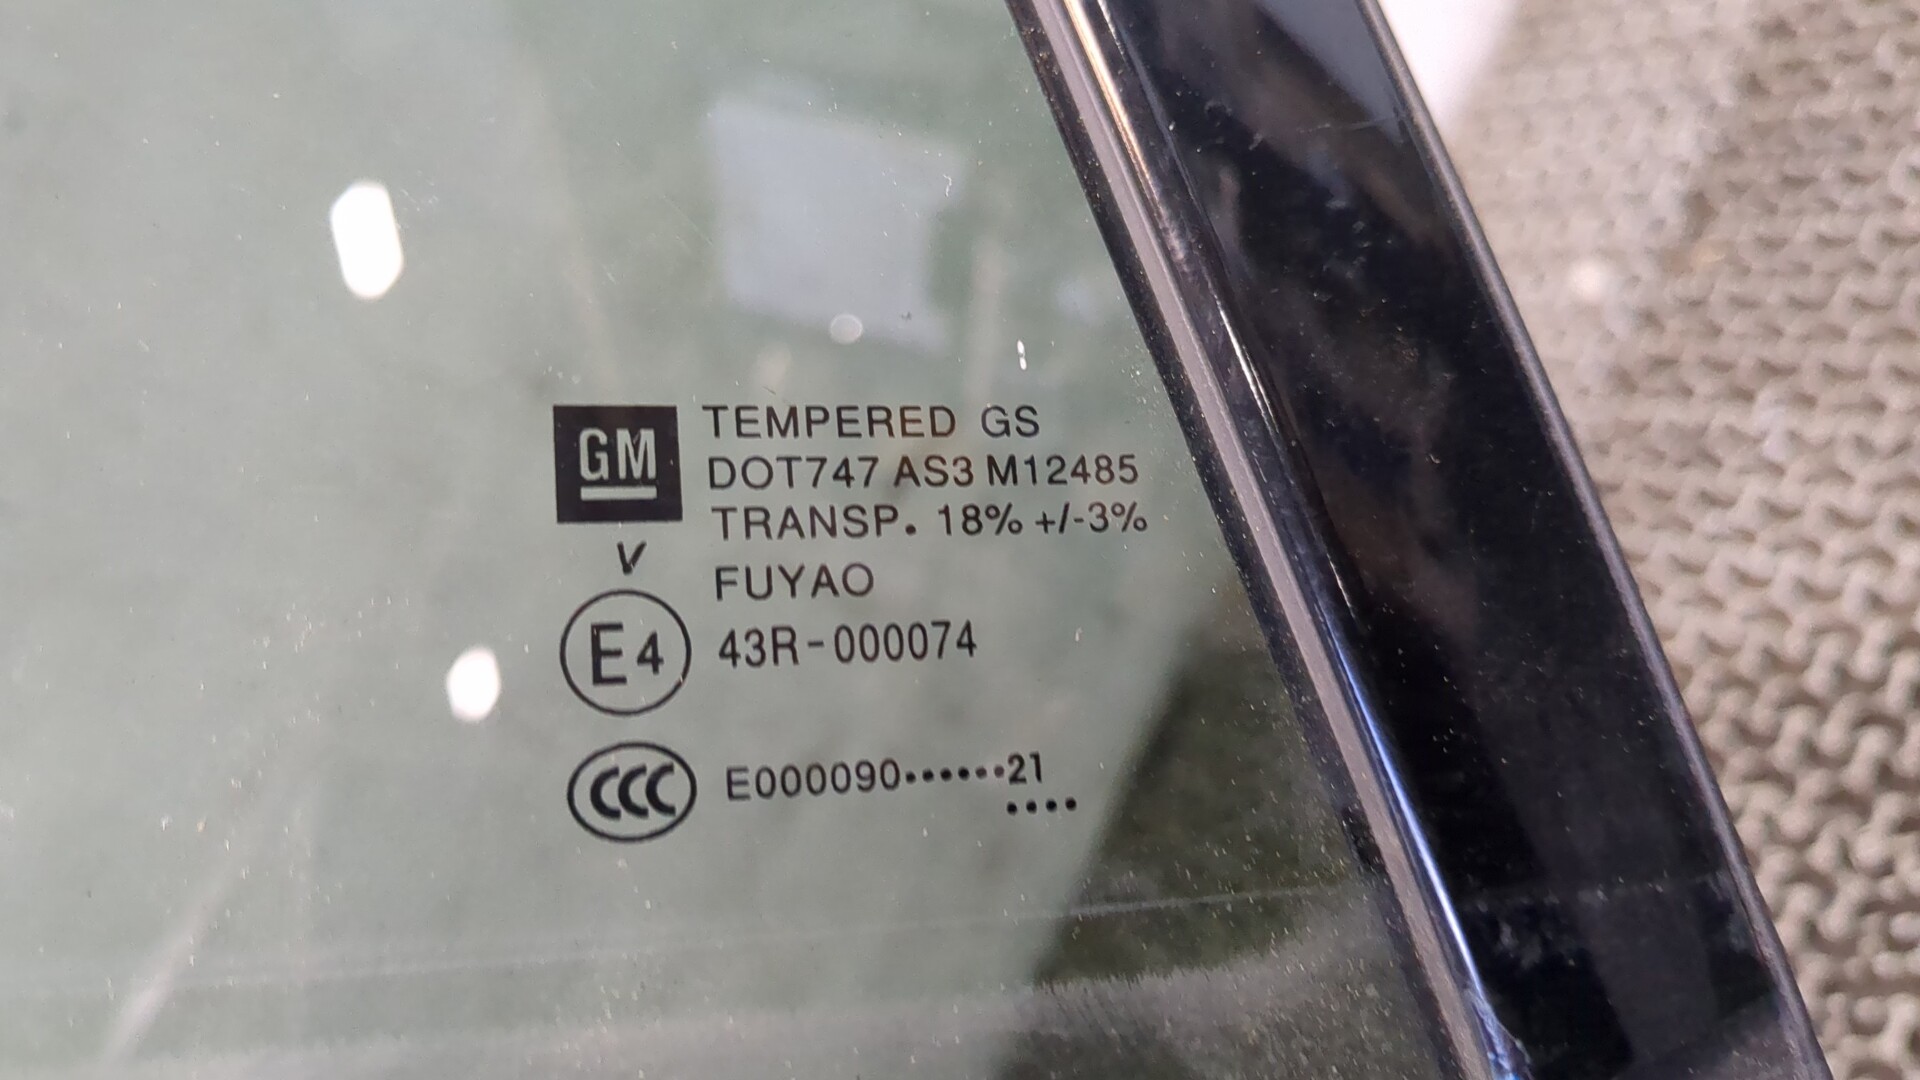 GM
TEMPERED GS
DOT747 AS3 M12485
TRANSP. 18% +/-3%
V
FUYAO
E4 43R-000074
CCC E000090••••••21
••••